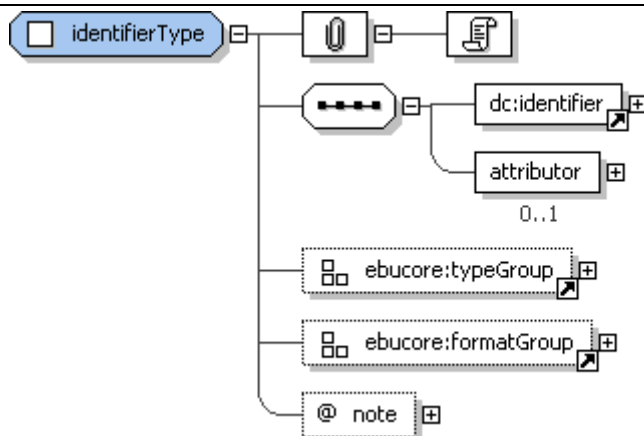 identifierType
dc:identifier
attributor
0..1
ebucore:typeGroup
ebucore:formatGroup
@ note